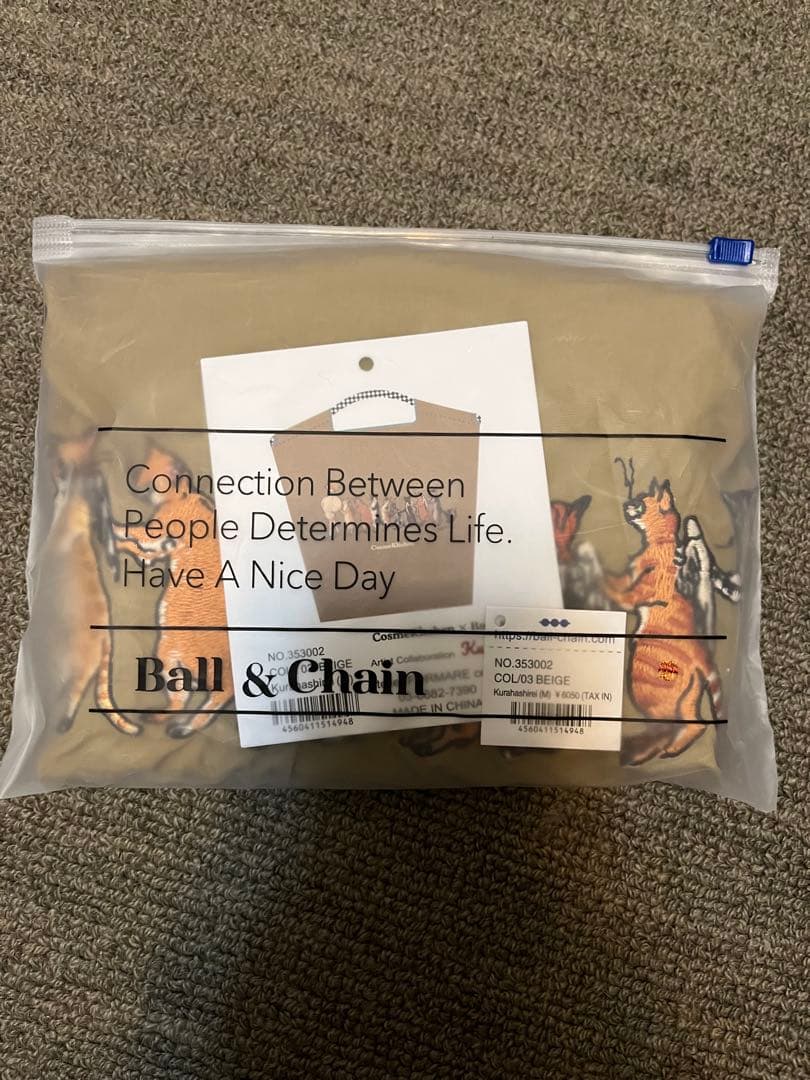 Connection Between
People Determines Life.
Have A Nice Day
Ball & Chain
NO.353002
MADE IN CHINA
4560411514948
https://ball-chain.com
NO.353002
COL/03 BEIGE
Kurahashirei (M) ¥6050 (TAX IN)
4560411514948